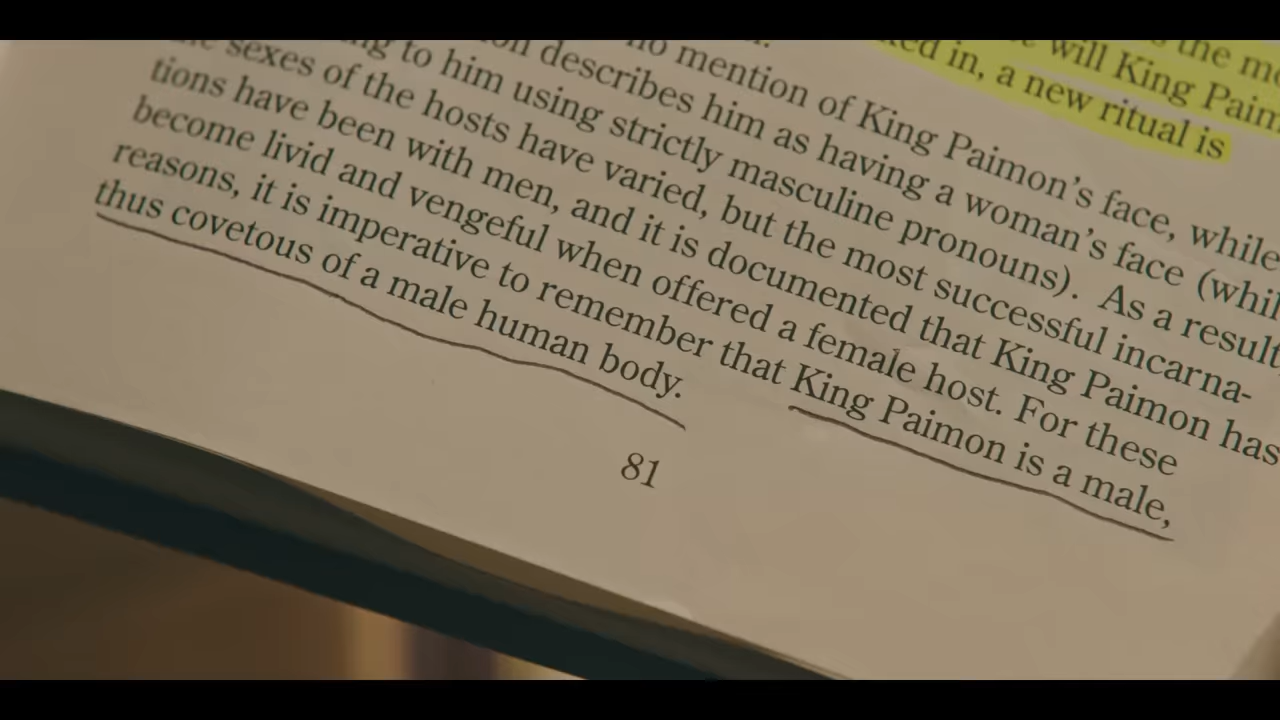 the
will King
in, a new ritual is
no mention of King Paimon's face, while
describes him as having a woman's face
to him using strictly masculine pronouns). As a result,
sexes of the hosts have varied, but the most successful incarna-
tions have been with men, and it is documented that King Paimon has
become livid and vengeful when offered a female host. For these
reasons, it is imperative to remember that King Paimon is a male,
thus covetous of a male human body.
81